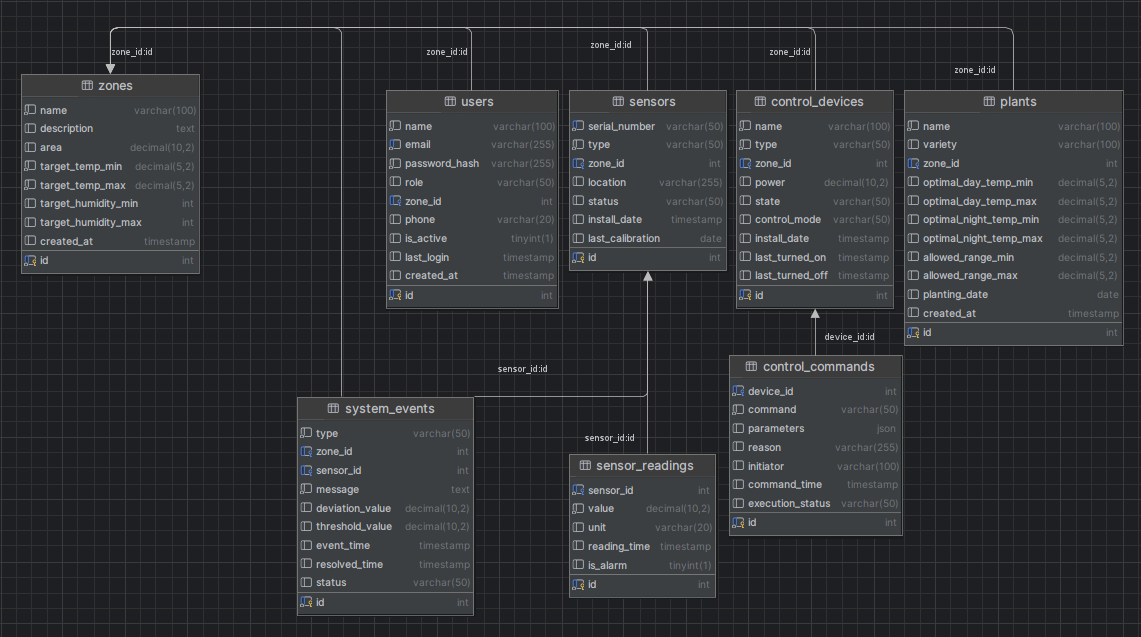 zone_id:id
zone_id:id
zone_id:id
zone_id:id
zone_id:id
zones
name varchar(100)
description text
area decimal(10,2)
target_temp_min decimal(5,2)
target_temp_max decimal(5,2)
target_humidity_min int
target_humidity_max int
created_at timestamp
id int
users
name varchar(100)
email varchar(255)
password_hash varchar(255)
role varchar(50)
zone_id int
phone varchar(20)
is_active tinyint(1)
last_login timestamp
created_at timestamp
id int
sensors
serial_number varchar(50)
type varchar(50)
zone_id int
location varchar(255)
status varchar(50)
install_date timestamp
last_calibration date
id int
control_devices
name varchar(100)
type varchar(50)
zone_id int
power decimal(10,2)
state varchar(50)
control_mode varchar(50)
install_date timestamp
last_turned_on timestamp
last_turned_off timestamp
id int
plants
name varchar(100)
variety varchar(100)
zone_id int
optimal_day_temp_min decimal(5,2)
optimal_day_temp_max decimal(5,2)
optimal_night_temp_min decimal(5,2)
optimal_night_temp_max decimal(5,2)
allowed_range_min decimal(5,2)
allowed_range_max decimal(5,2)
planting_date date
created_at timestamp
id int
device_id:id
sensor_id:id
sensor_id:id
system_events
type varchar(50)
zone_id int
sensor_id int
message text
deviation_value decimal(10,2)
threshold_value decimal(10,2)
event_time timestamp
resolved_time timestamp
status varchar(50)
id int
sensor_readings
sensor_id int
value decimal(10,2)
unit varchar(20)
reading_time timestamp
is_alarm tinyint(1)
id int
control_commands
device_id int
command varchar(50)
parameters json
reason varchar(255)
initiator varchar(100)
command_time timestamp
execution_status varchar(50)
id int